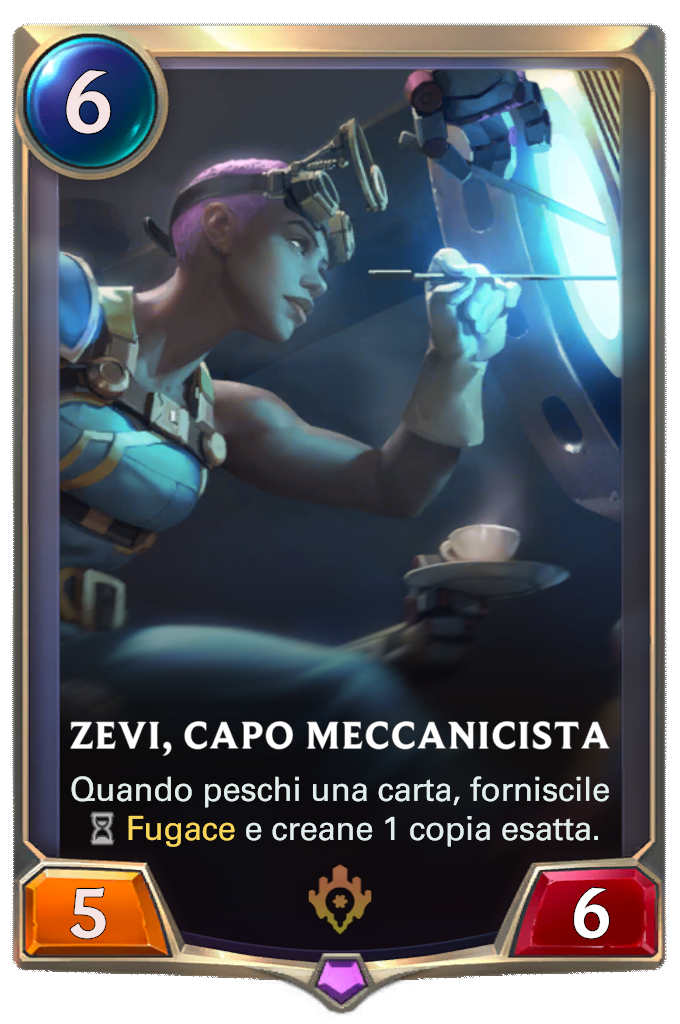 6
ZEVI, CAPO MECCANICISTA
Quando peschi una carta, forniscile
Fugace e creane 1 copia esatta.
5
6